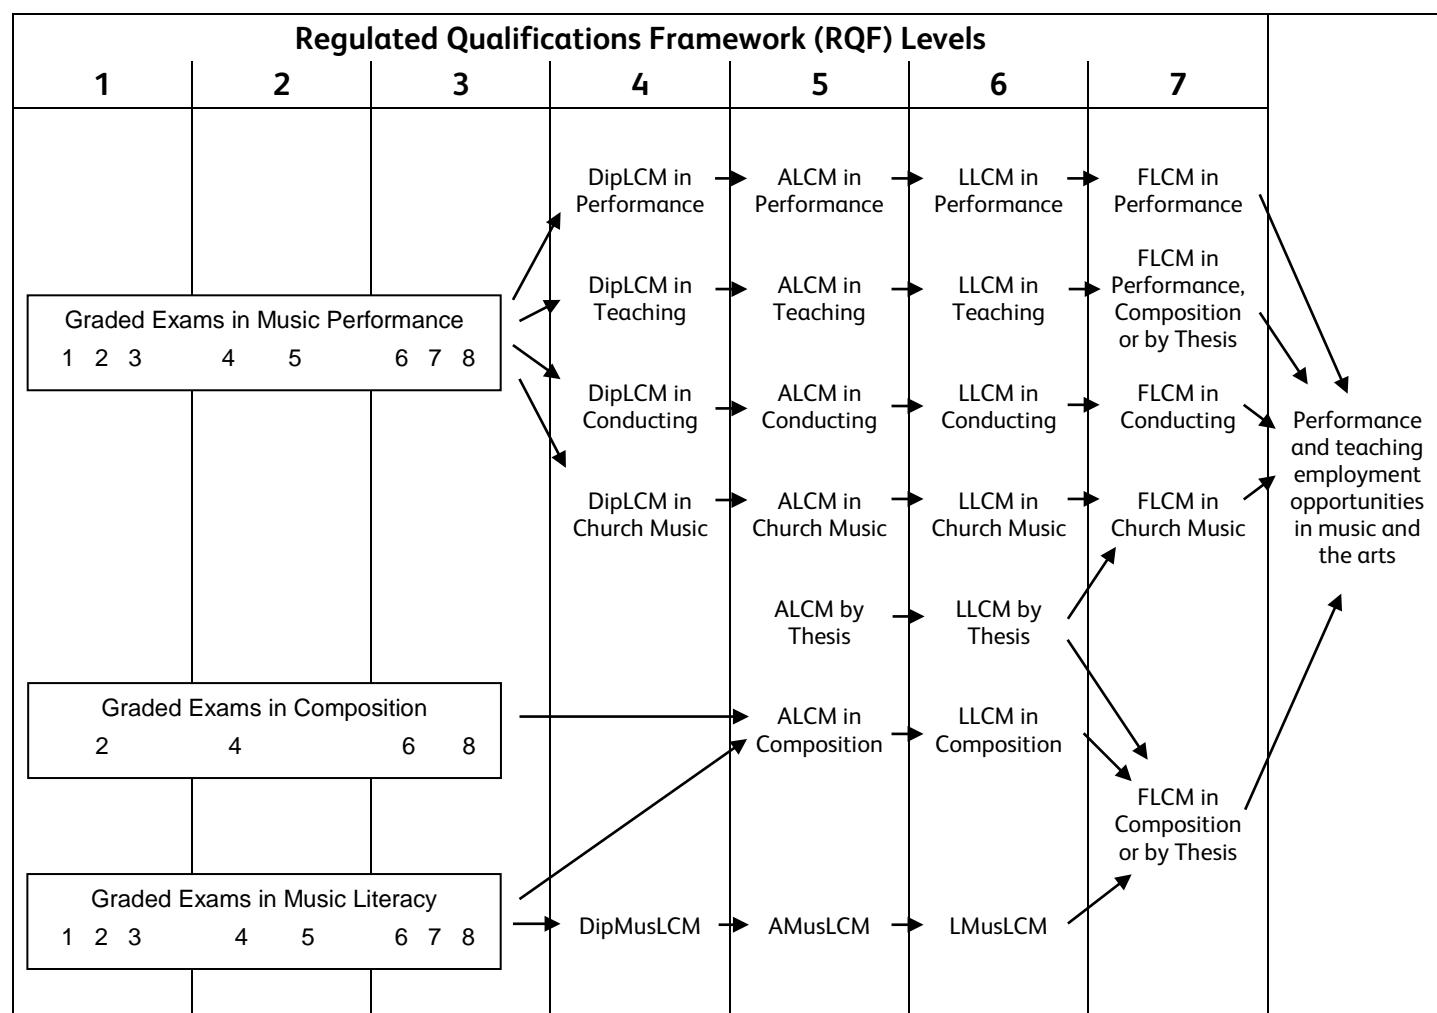 Regulated Qualifications Framework (RQF) Levels
1 2 3 4 5 6 7
DipLCM in
Performance
ALCM in
Performance
LLCM in
Performance
FLCM in
Performance
Graded Exams in Music Performance
1 2 3 4 5 6 7 8
DipLCM in
Teaching
ALCM in
Teaching
LLCM in
Teaching
FLCM in
Performance,
Composition
or by Thesis
DipLCM in
Conducting
ALCM in
Conducting
LLCM in
Conducting
FLCM in
Conducting
DipLCM in
Church Music
ALCM in
Church Music
LLCM in
Church Music
FLCM in
Church Music
Performance
and teaching
employment
opportunities
in music and
the arts
ALCM by
Thesis
LLCM by
Thesis
Graded Exams in Composition
2 4 6 8
ALCM in
Composition
LLCM in
Composition
FLCM in
Composition
or by Thesis
Graded Exams in Music Literacy
1 2 3 4 5 6 7 8
DipMusLCM
AMusLCM
LMusLCM